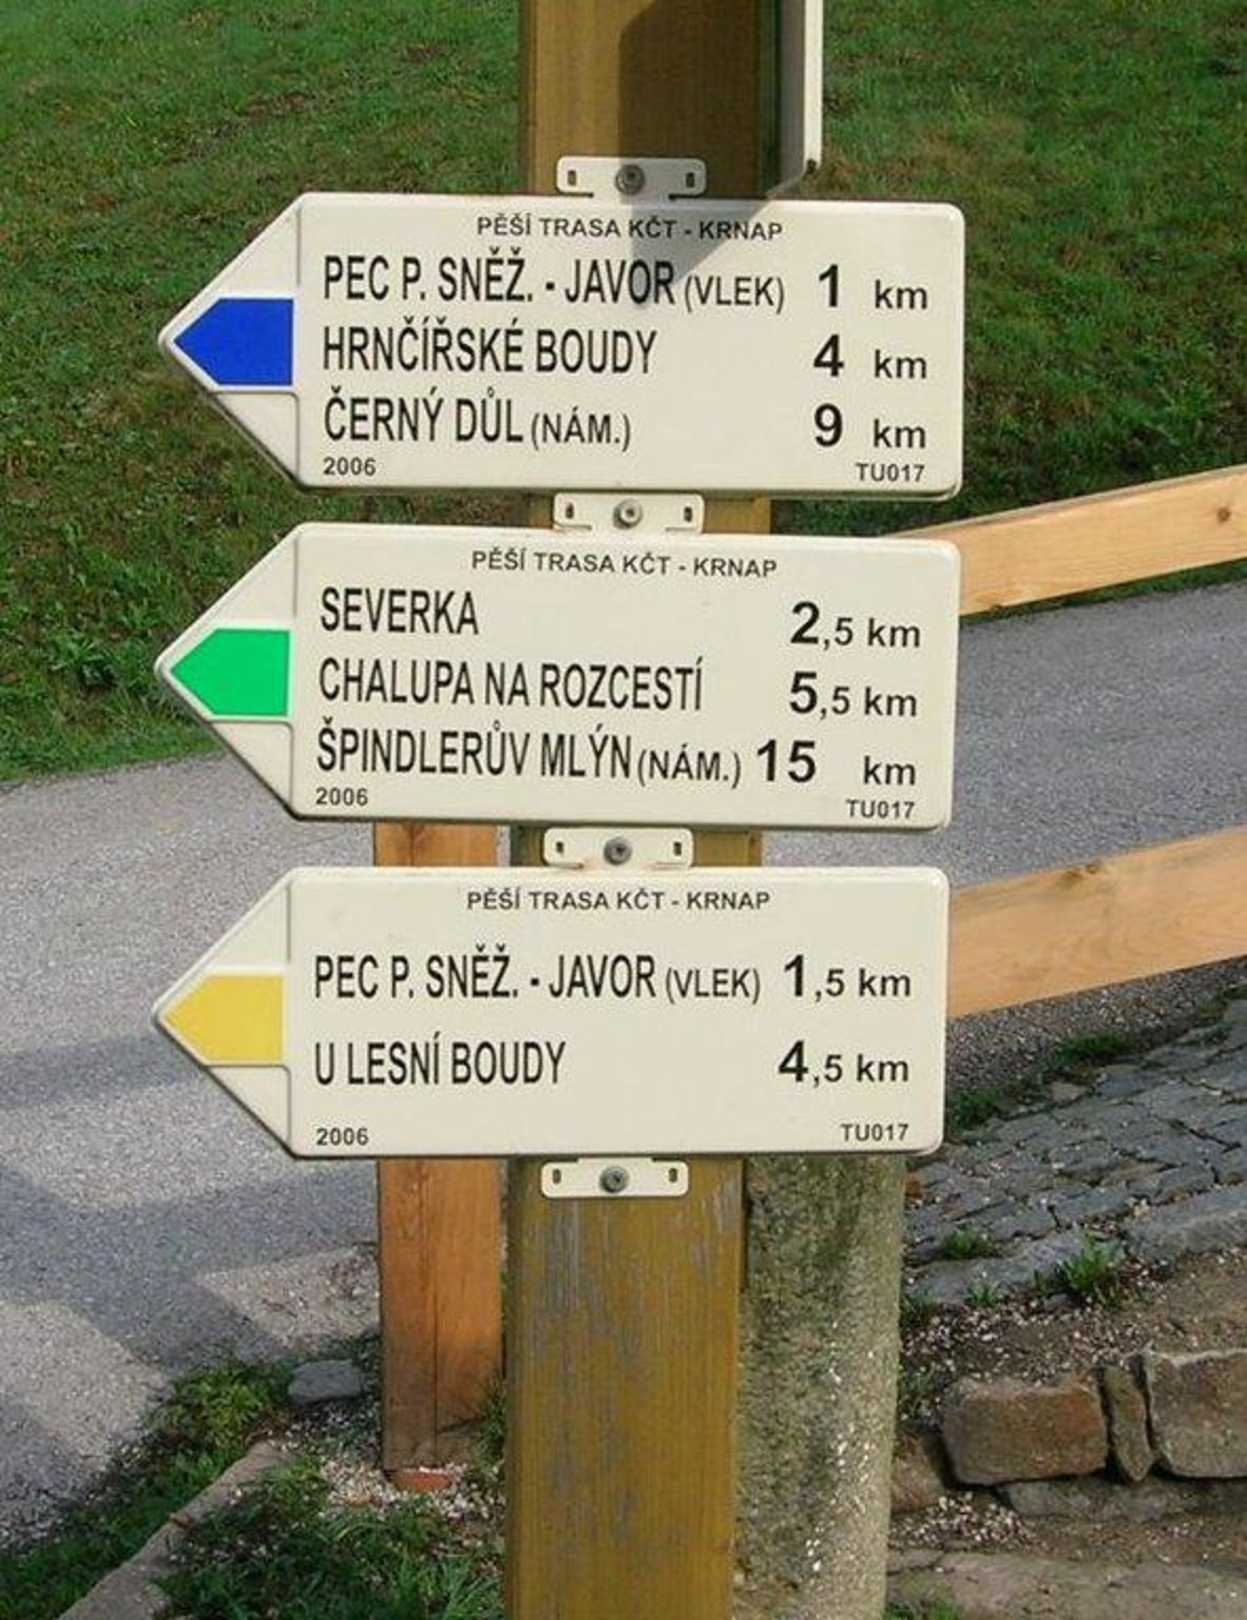 PĚŠÍ TRASA KČT - KRNAP
PEC P. SNĚŽ. - JAVOR (VLEK) 1 km
HRNČÍŘSKÉ BOUDY 4 km
ČERNÝ DŮL (NÁM.) 9 km
2006 TU017
PĚŠÍ TRASA KČT - KRNAP
SEVERKA 2,5 km
CHALUPA NA ROZCESTÍ 5,5 km
ŠPINDLERŮV MLÝN (NÁM.) 15 km
2006 TU017
PĚŠÍ TRASA KČT - KRNAP
PEC P. SNĚŽ. - JAVOR (VLEK) 1,5 km
U LESNÍ BOUDY 4,5 km
2006 TU017